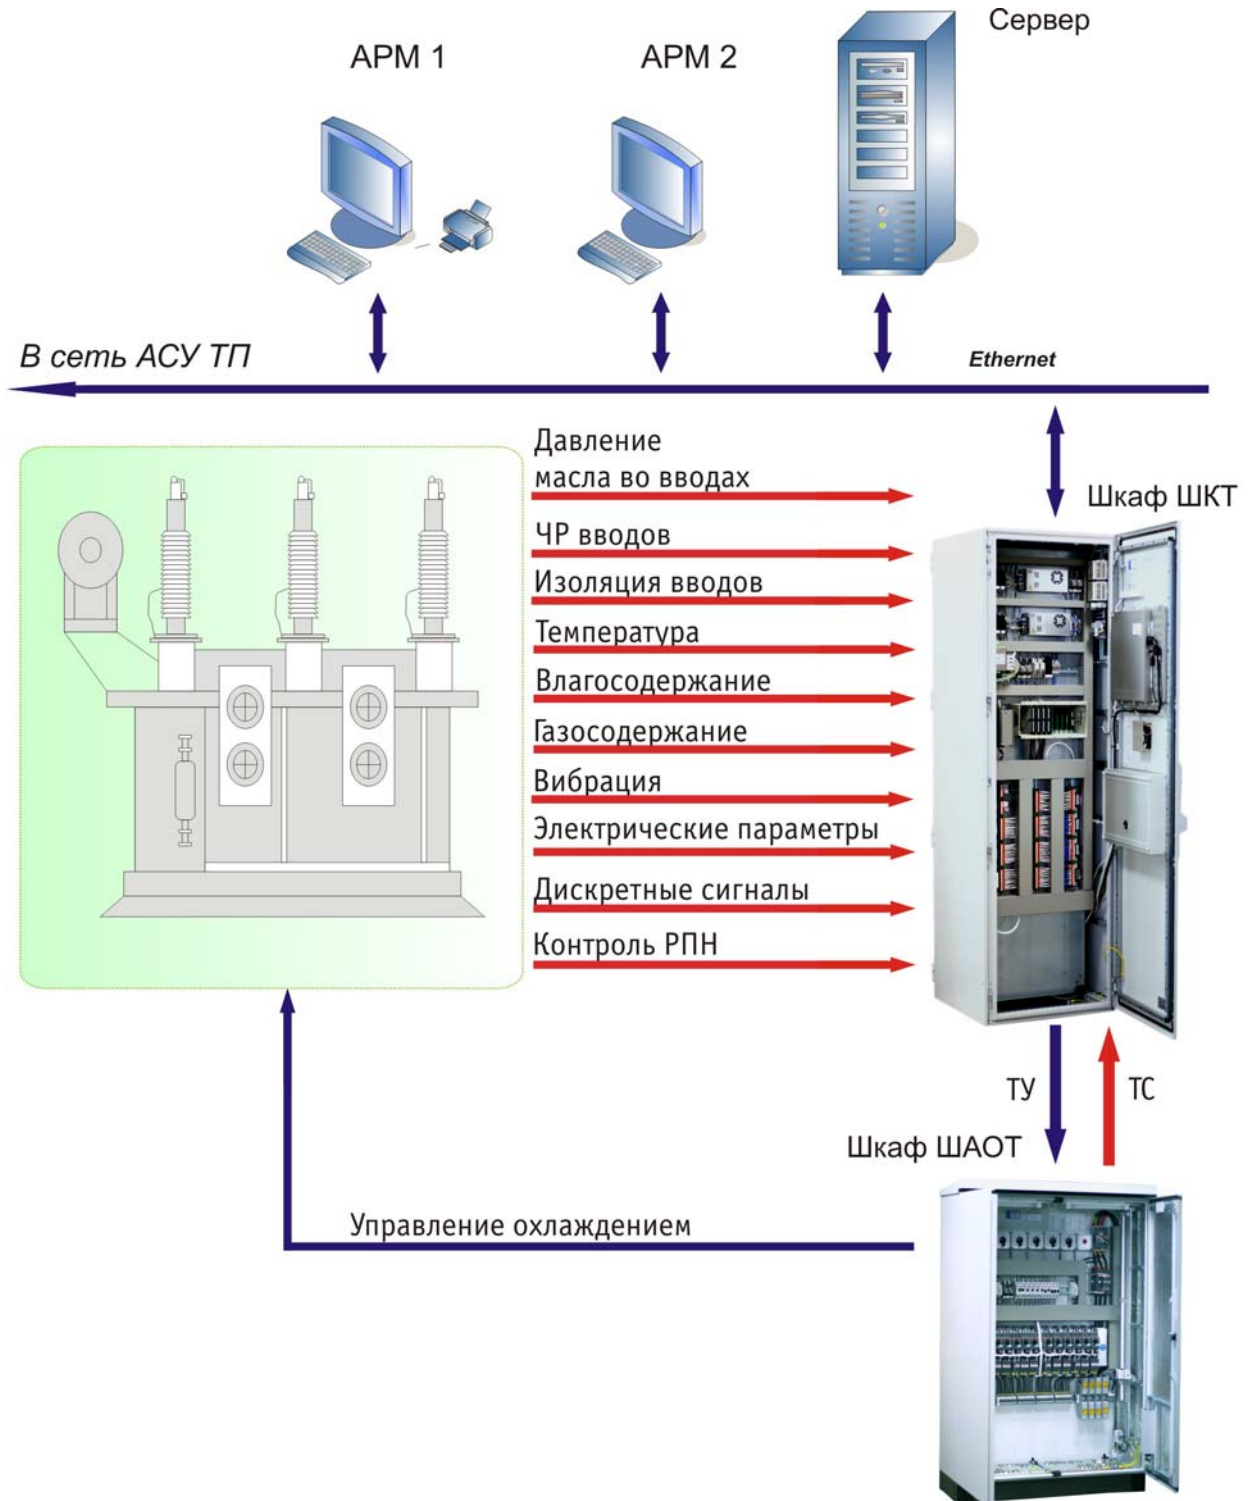 Сервер
АРМ 1
АРМ 2
В сеть АСУ ТП
Ethernet
Давление
масла во вводах
Шкаф ШКТ
ЧР вводов
Изоляция вводов
Температура
Влагосодержание
Газосодержание
Вибрация
Электрические параметры
Дискретные сигналы
Контроль РПН
ТУ
ТС
Шкаф ШАОТ
Управление охлаждением